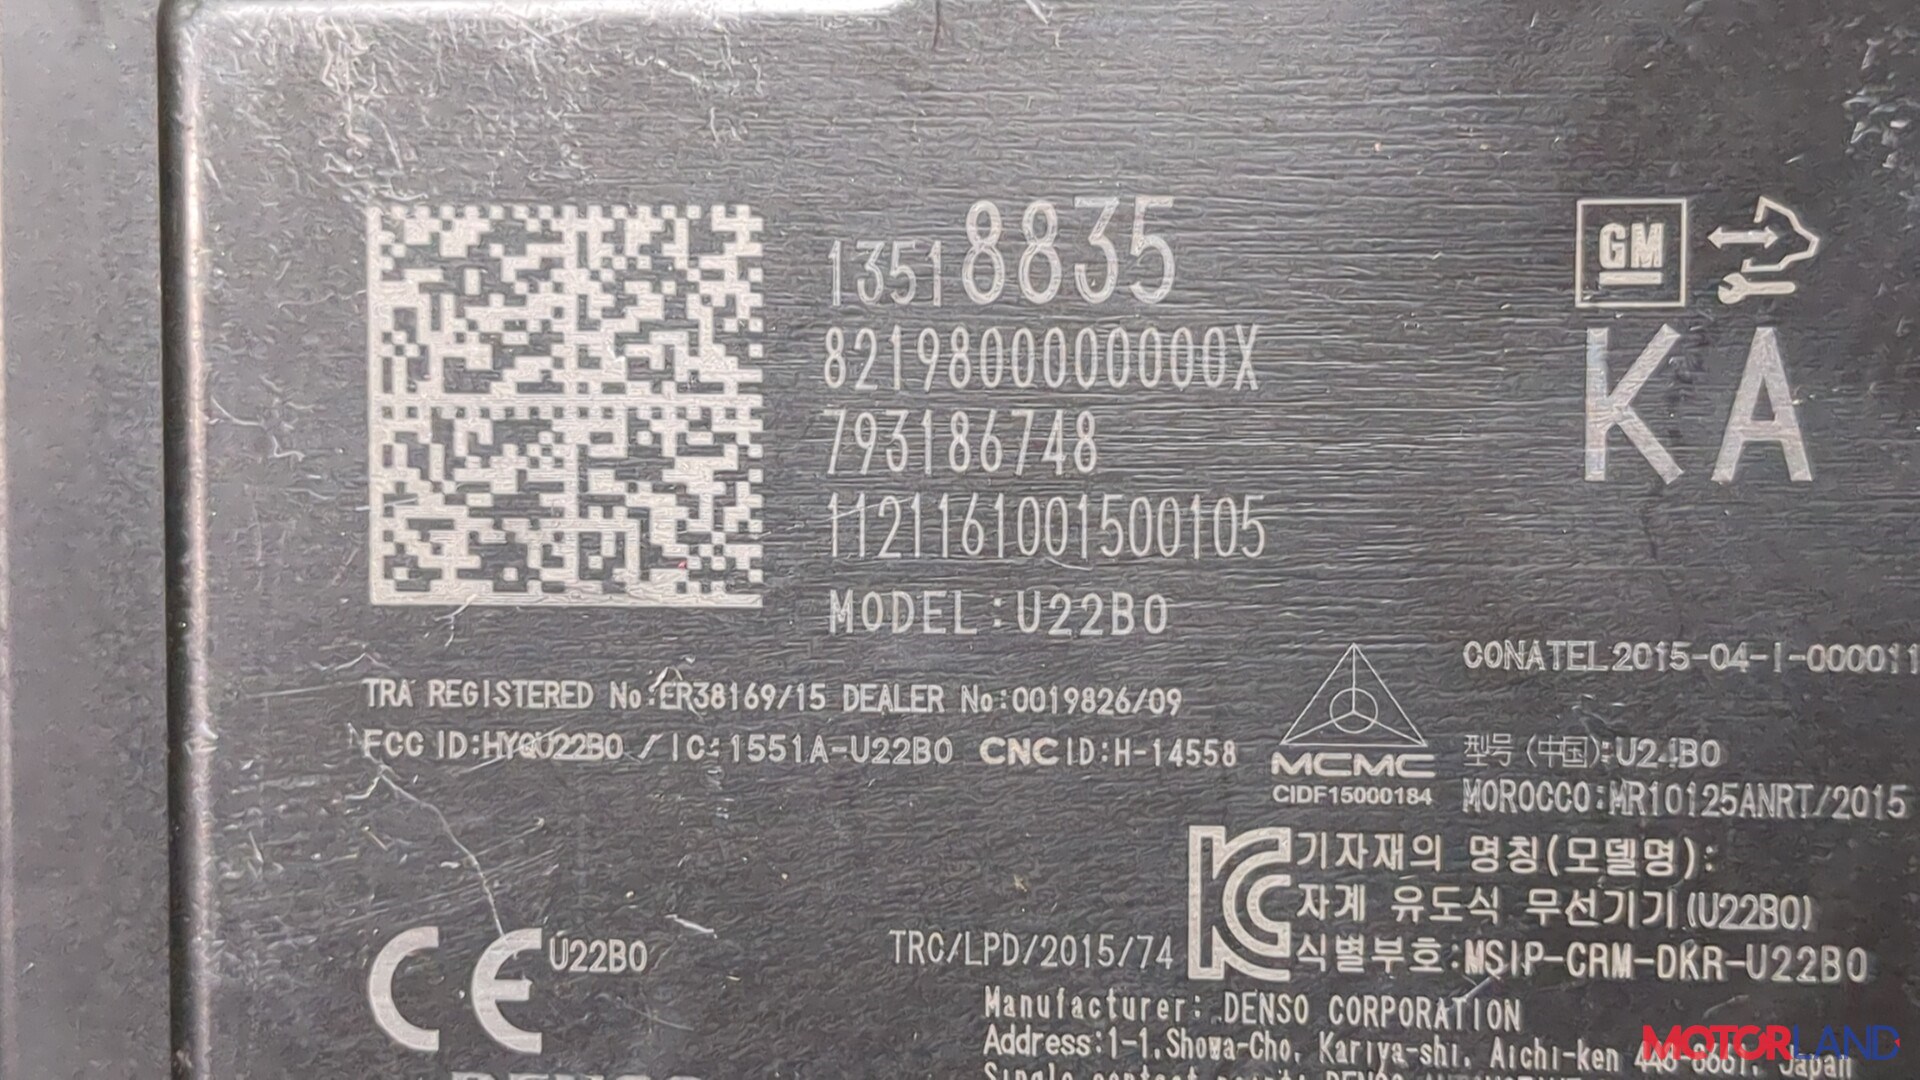 13518835
8219800000000X
793186748
1121161001500105
MODEL:U22B0
GM
KA
TRA REGISTERED No:ER38169/15 DEALER No:0019826/09
FCC ID:HYQU22B0 / IC:1551A-U22B0 CNC ID:H-14558
MCMC
CIDF15000184
CONATEL2015-04-I-000011
型号 (中国):U24B0
MOROCCO:MR10125ANRT/2015
기자재의 명칭(모델명):
자계 유도식 무선기기(U22B0)
식별부호:MSIP-CRM-DKR-U22B0
CE U22B0
TRC/LPD/2015/74
Manufacturer: DENSO CORPORATION
Address:1-1, Showa-Cho, Kariya-shi, Aichi-ken 448-8661, Japan
MOTORLAND